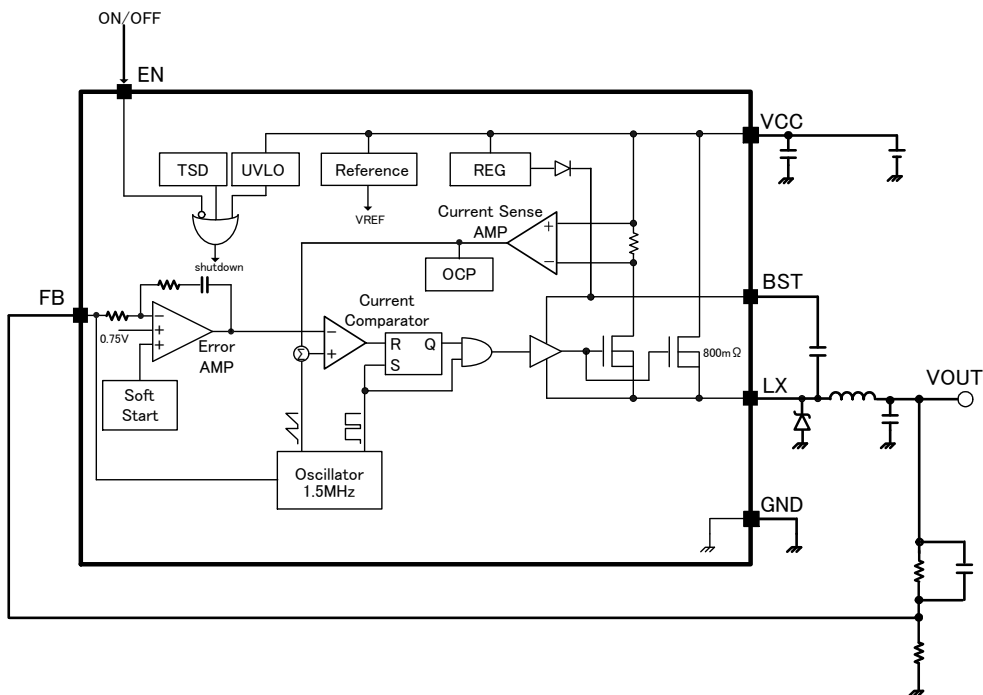 ON/OFF
EN
VCC
TSD
UVLO
Reference
REG
VREF
Current Sense
AMP
+
−
OCP
shutdown
FB
BST
Current
Comparator
−
+
+
0.75V
Error
AMP
−
+
Σ
R
Q
S
800mΩ
Soft
Start
LX
VOUT
Oscillator
1.5MHz
GND